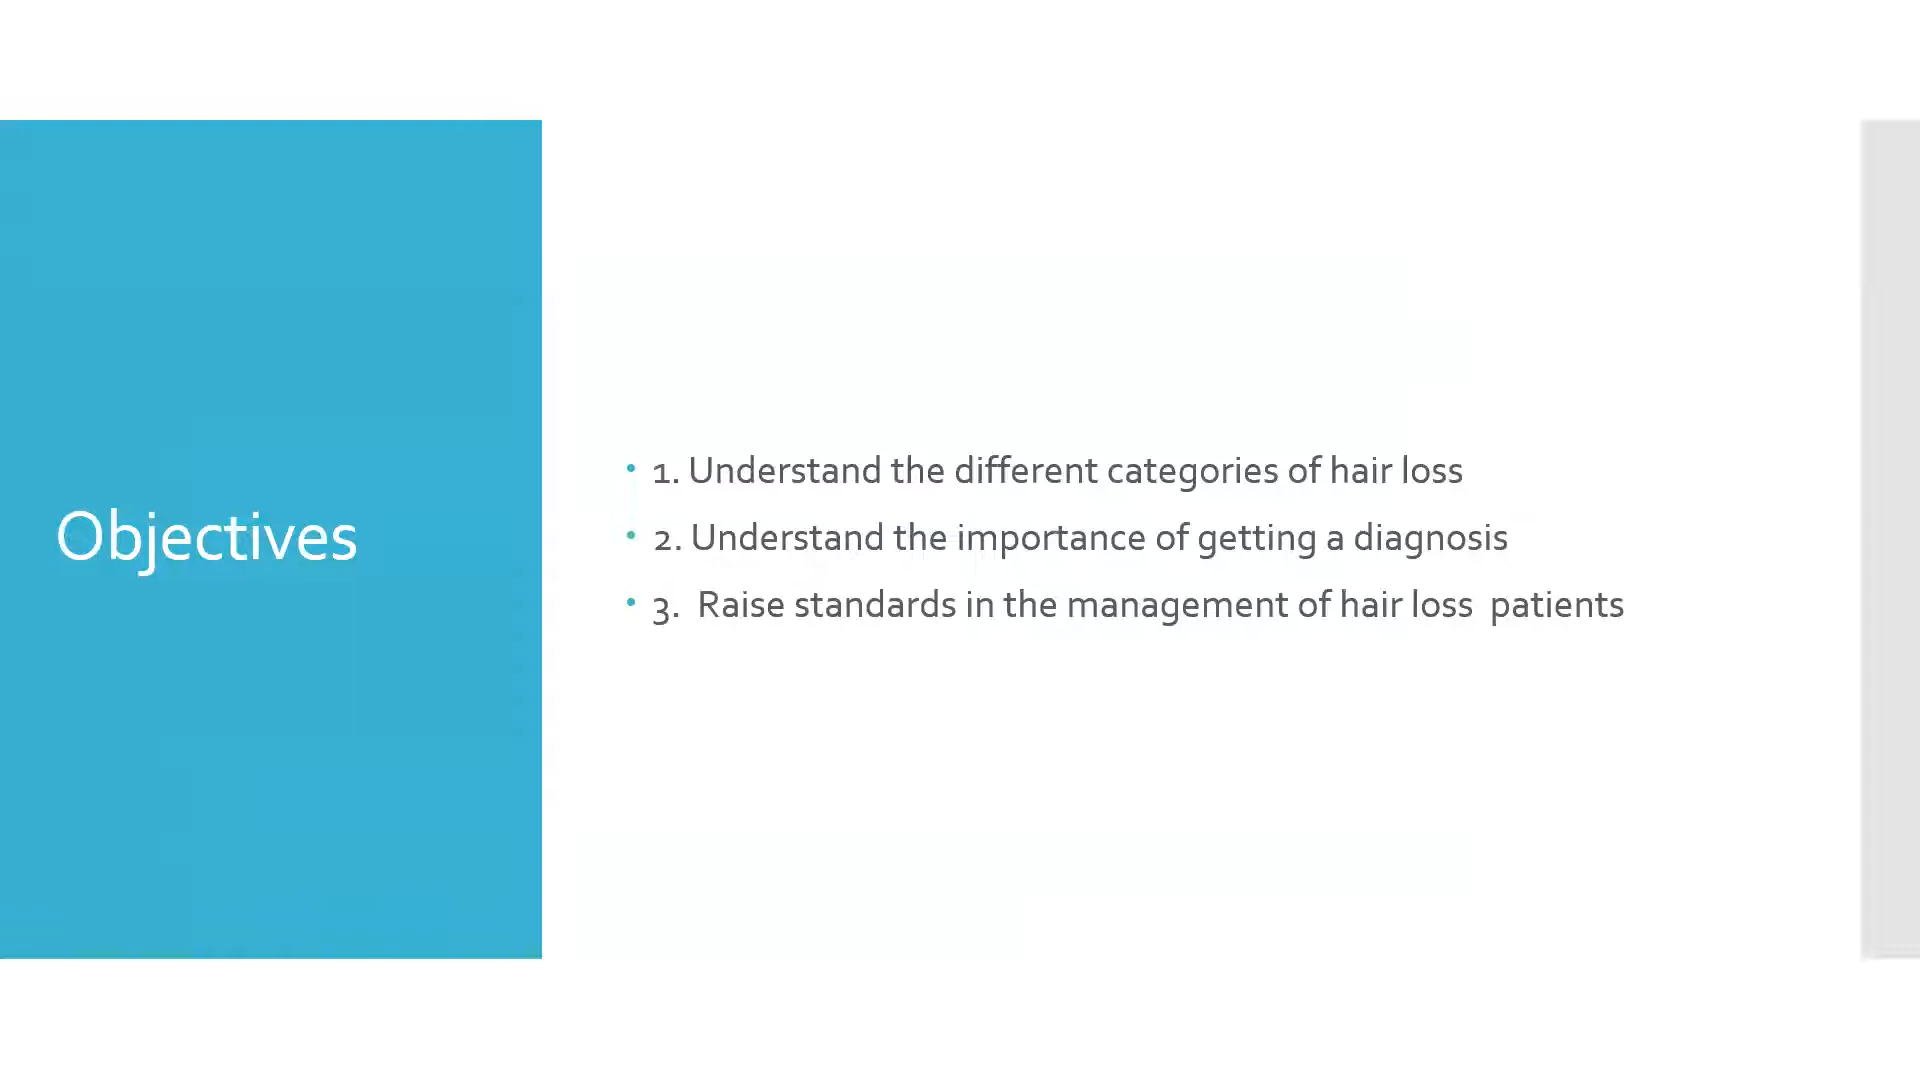 Objectives
• 1. Understand the different categories of hair loss
• 2. Understand the importance of getting a diagnosis
• 3.  Raise standards in the management of hair loss  patients